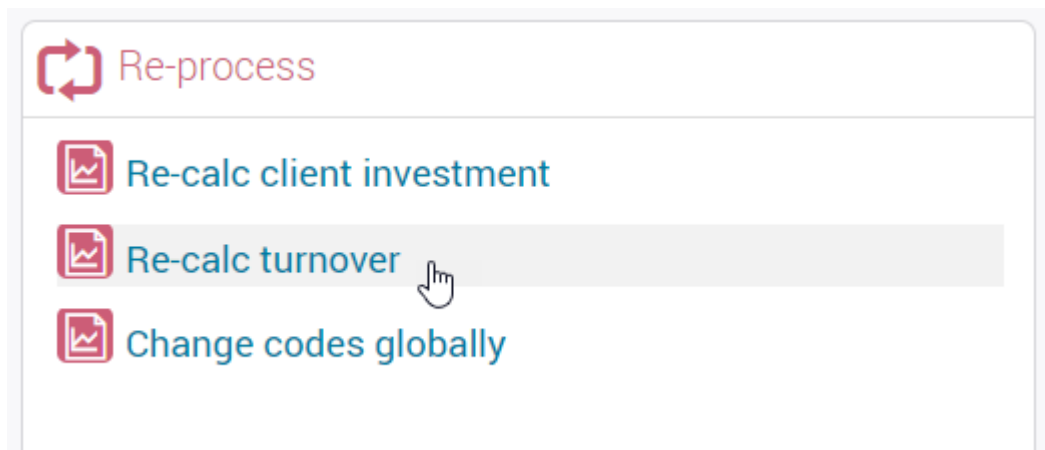 Re-process
Re-calc client investment
Re-calc turnover
Change codes globally